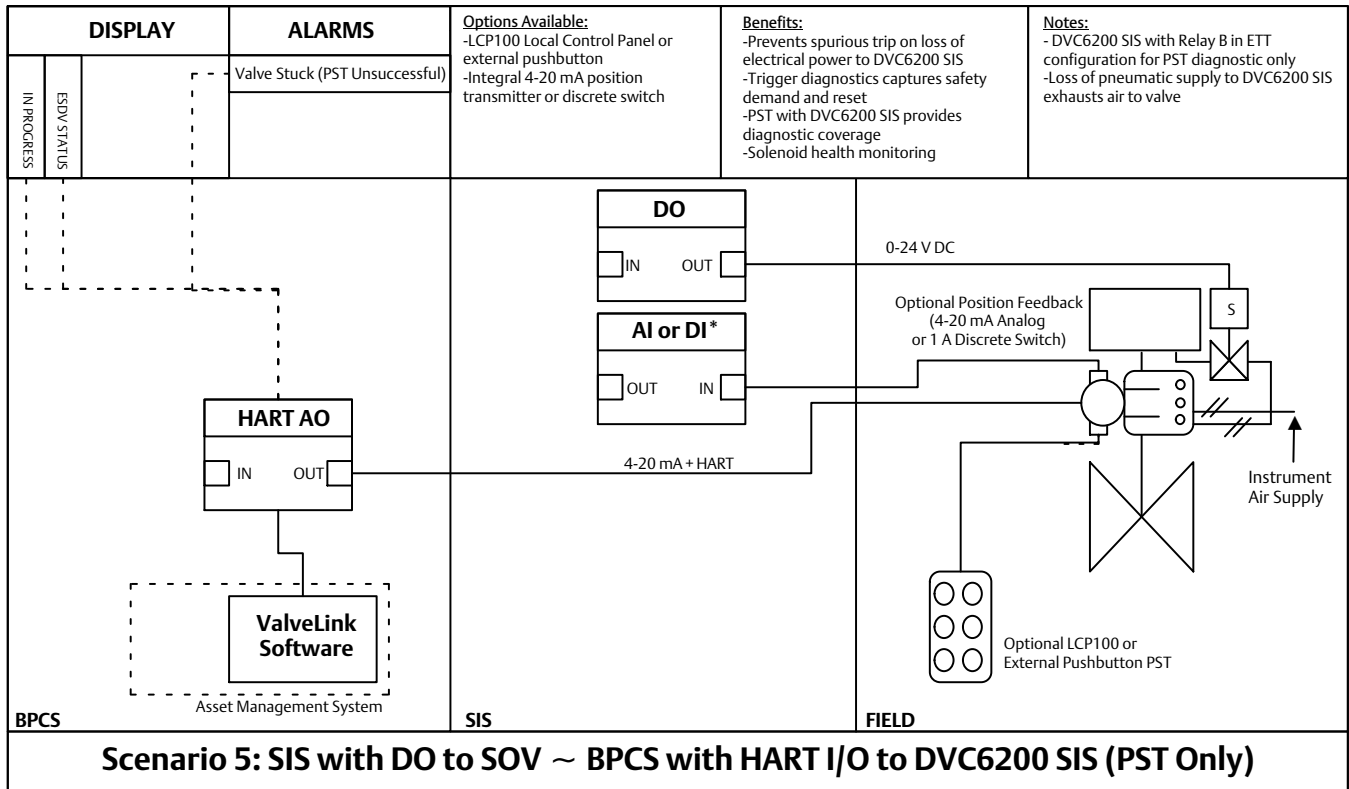 DISPLAY
ALARMS
Valve Stuck (PST Unsuccessful)
IN PROGRESS
ESDV STATUS
Options Available:
-LCP100 Local Control Panel or
external pushbutton
-Integral 4-20 mA position
transmitter or discrete switch
Benefits:
-Prevents spurious trip on loss of
electrical power to DVC6200 SIS
-Trigger diagnostics captures safety
demand and reset
-PST with DVC6200 SIS provides
diagnostic coverage
-Solenoid health monitoring
Notes:
- DVC6200 SIS with Relay B in ETT
configuration for PST diagnostic only
-Loss of pneumatic supply to DVC6200 SIS
exhausts air to valve
DO
IN OUT
0-24 V DC
AI or DI*
OUT IN
Optional Position Feedback
(4-20 mA Analog
or 1 A Discrete Switch)
S
HART AO
IN OUT
4-20 mA + HART
Instrument
Air Supply
ValveLink
Software
Asset Management System
Optional LCP100 or
External Pushbutton PST
BPCS
SIS
FIELD
Scenario 5: SIS with DO to SOV ~ BPCS with HART I/O to DVC6200 SIS (PST Only)